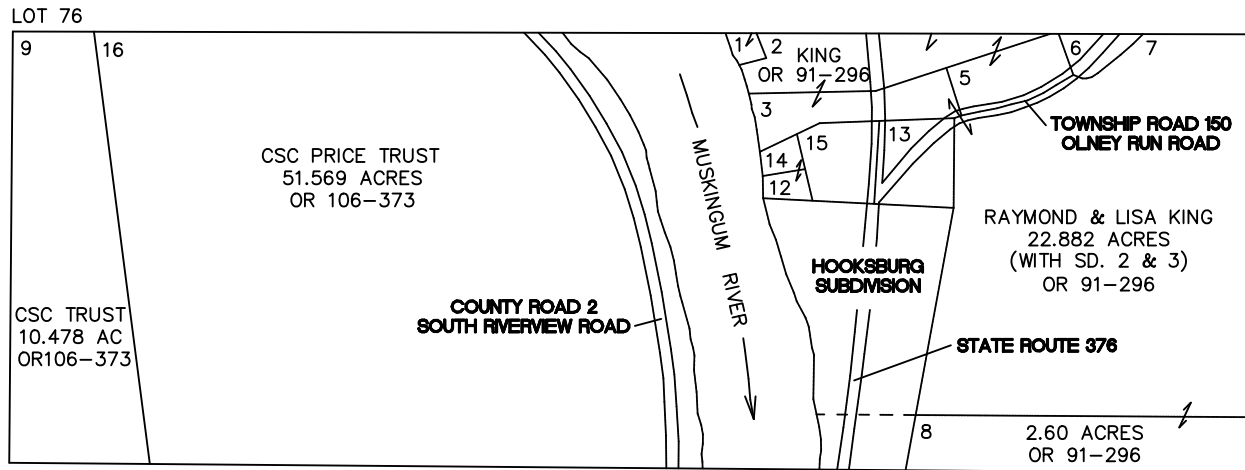 LOT 76
9
16
1
2
KING
OR 91-296
3
5
6
7
TOWNSHIP ROAD 150
OLNEY RUN ROAD
13
15
14
12
CSC PRICE TRUST
51.569 ACRES
OR 106-373
MUSKINGUM RIVER
RAYMOND & LISA KING
22.882 ACRES
(WITH SD. 2 & 3)
OR 91-296
HOOKSBURG
SUBDIVISION
CSC TRUST
10.478 AC
OR106-373
COUNTY ROAD 2
SOUTH RIVERVIEW ROAD
STATE ROUTE 376
8
2.60 ACRES
OR 91-296